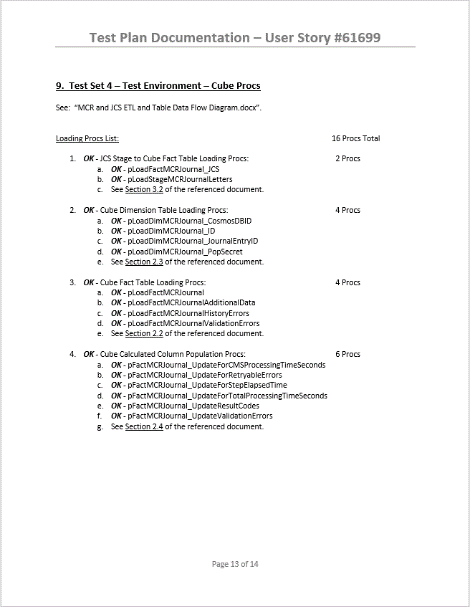 Test Plan Documentation – User Story #61699
9. Test Set 4 – Test Environment – Cube Procs
See: "MCR and JCS ETL and Table Data Flow Diagram.docx".
Loading Procs List: 16 Procs Total
1. OK - JCS Stage to Cube Fact Table Loading Procs: 2 Procs
a. OK - pLoadFactMCRJournal_JCS
b. OK - pLoadStageMCRJournalLetters
c. See Section 3.2 of the referenced document.
2. OK - Cube Dimension Table Loading Procs: 4 Procs
a. OK - pLoadDimMCRJournal_CosmosDBID
b. OK - pLoadDimMCRJournal_ID
c. OK - pLoadDimMCRJournal_JournalEntryID
d. OK - pLoadDimMCRJournal_PopSecret
e. See Section 2.3 of the referenced document.
3. OK - Cube Fact Table Loading Procs: 4 Procs
a. OK - pLoadFactMCRJournal
b. OK - pLoadFactMCRJournalAdditionalData
c. OK - pLoadFactMCRJournalHistoryErrors
d. OK - pLoadFactMCRJournalValidationErrors
e. See Section 2.2 of the referenced document.
4. OK - Cube Calculated Column Population Procs: 6 Procs
a. OK - pFactMCRJournal_UpdateForCMSProcessingTimeSeconds
b. OK - pFactMCRJournal_UpdateForRetryableErrors
c. OK - pFactMCRJournal_UpdateForStepElapsedTime
d. OK - pFactMCRJournal_UpdateForTotalProcessingTimeSeconds
e. OK - pFactMCRJournal_UpdateResultCodes
f. OK - pFactMCRJournal_UpdateValidationErrors
g. See Section 2.4 of the referenced document.
Page 13 of 14